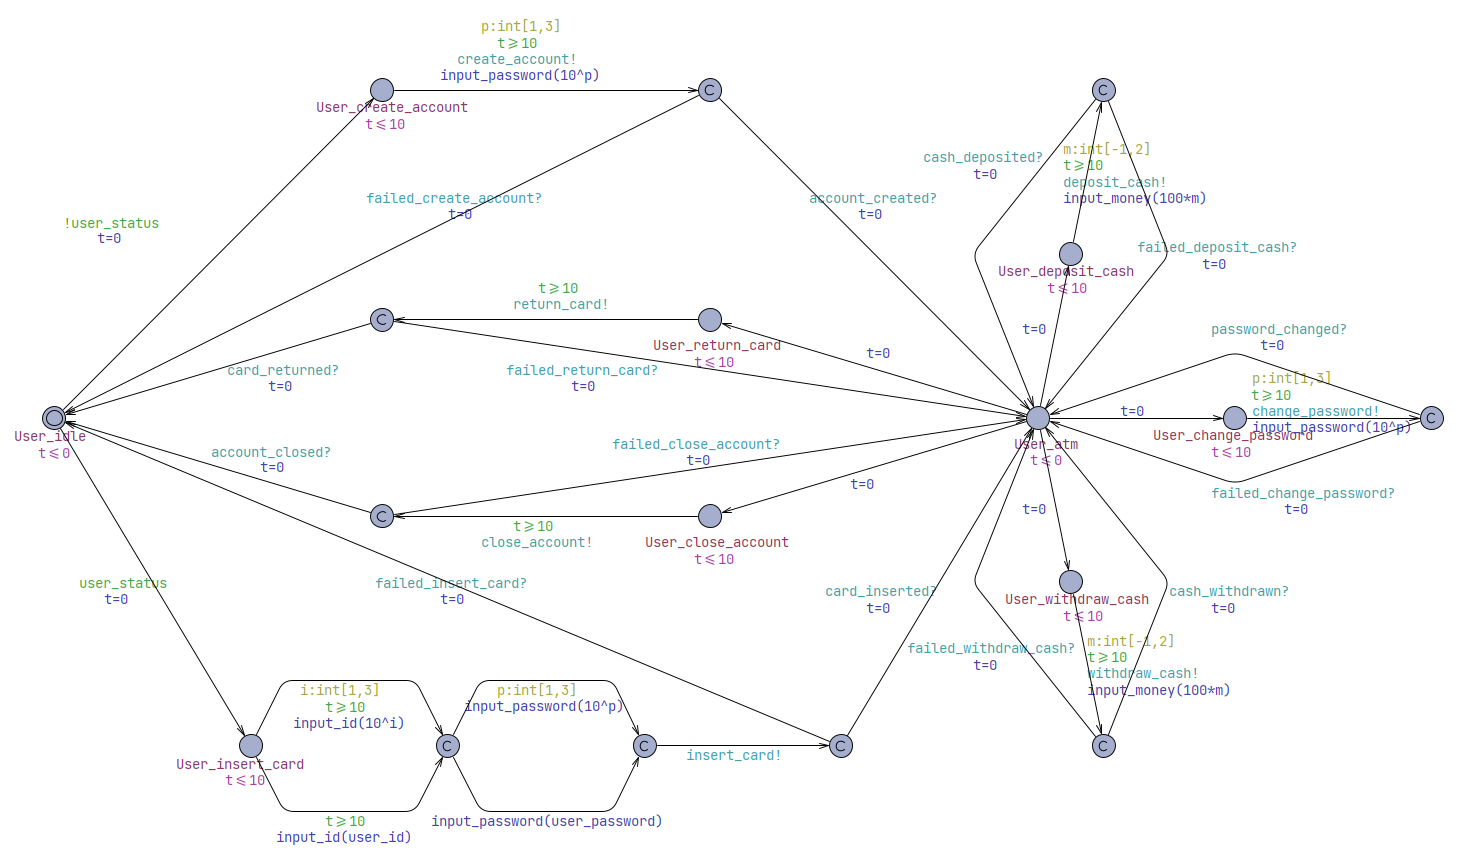 p:int[1,3]
t⩾10
create_account!
input_password(10^p)
C
C
User_create_account
t⩽10
cash_deposited?
t=0
m:int[-1,2]
t⩾10
deposit_cash!
input_money(100*m)
failed_create_account?
t=0
account_created?
t=0
!user_status
t=0
failed_deposit_cash?
t=0
User_deposit_cash
t⩽10
t⩾10
return_card!
C
t=0
User_return_card
t⩽10
t=0
password_changed?
t=0
card_returned?
t=0
failed_return_card?
t=0
p:int[1,3]
t⩾10
change_password!
input_password(10^p)
t=0
C
User_idle
t⩽0
User_atm
t⩽0
User_change_password
t⩽10
account_closed?
t=0
failed_close_account?
t=0
t=0
failed_change_password?
t=0
C
t⩾10
close_account!
User_close_account
t⩽10
t=0
user_status
t=0
failed_insert_card?
t=0
card_inserted?
t=0
User_withdraw_cash
t⩽10
cash_withdrawn?
t=0
failed_withdraw_cash?
t=0
m:int[-1,2]
t⩾10
withdraw_cash!
input_money(100*m)
i:int[1,3]
t⩾10
input_id(10^i)
p:int[1,3]
input_password(10^p)
C
C
C
C
insert_card!
User_insert_card
t⩽10
t⩾10
input_id(user_id)
input_password(user_password)